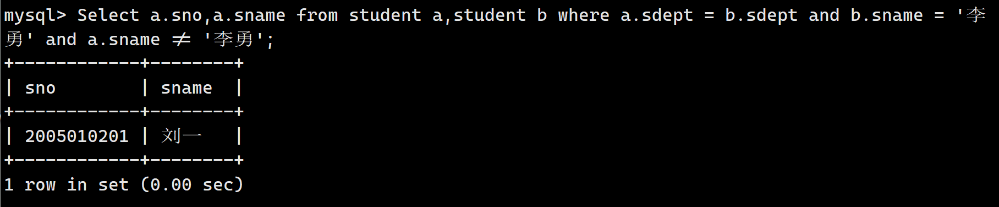 mysql> Select a.sno,a.sname from student a,student b where a.sdept = b.sdept and b.sname = '李
勇' and a.sname != '李勇';
+------------+--------+
| sno        | sname  |
+------------+--------+
| 2005010201 | 刘一   |
+------------+--------+
1 row in set (0.00 sec)